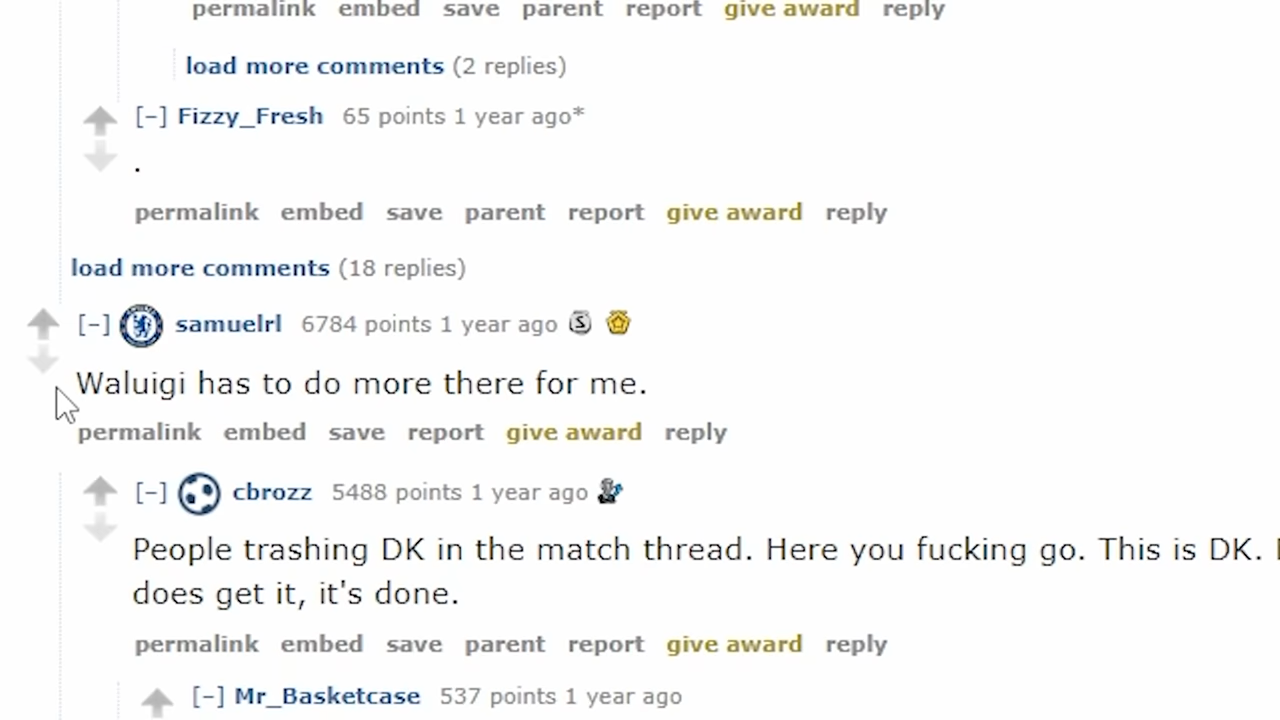 permalink embed save parent report give award reply
load more comments (2 replies)
[–] Fizzy_Fresh 65 points 1 year ago*
.
permalink embed save parent report give award reply
load more comments (18 replies)
[–] samuelrl 6784 points 1 year ago S
Waluigi has to do more there for me.
permalink embed save report give award reply
[–] cbrozz 5488 points 1 year ago
People trashing DK in the match thread. Here you fucking go. This is DK.
does get it, it's done.
permalink embed save parent report give award reply
[–] Mr_Basketcase 537 points 1 year ago